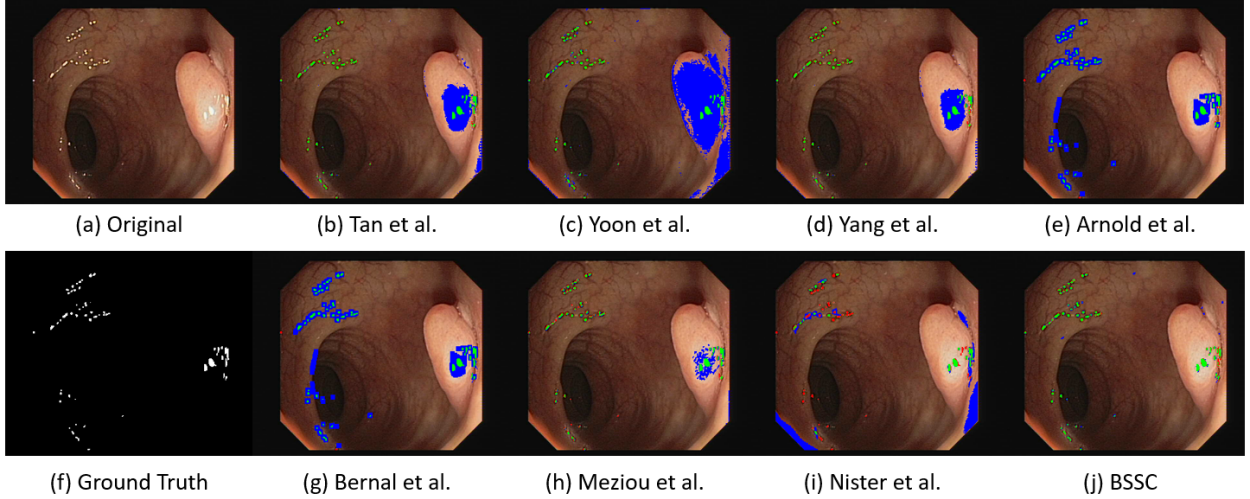 (a) Original
(b) Tan et al.
(c) Yoon et al.
(d) Yang et al.
(e) Arnold et al.
(f) Ground Truth
(g) Bernal et al.
(h) Meziou et al.
(i) Nister et al.
(j) BSSC